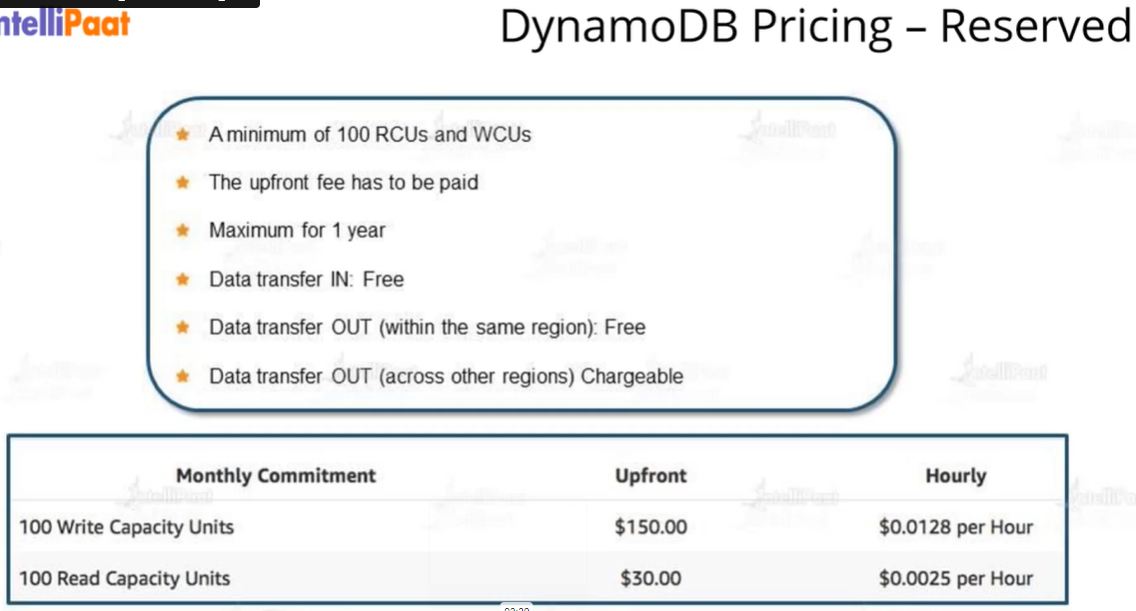 ntelliPaat
DynamoDB Pricing – Reserved
A minimum of 100 RCUs and WCUs
The upfront fee has to be paid
Maximum for 1 year
Data transfer IN: Free
Data transfer OUT (within the same region): Free
Data transfer OUT (across other regions) Chargeable
Monthly Commitment Upfront Hourly
100 Write Capacity Units $150.00 $0.0128 per Hour
100 Read Capacity Units $30.00 $0.0025 per Hour